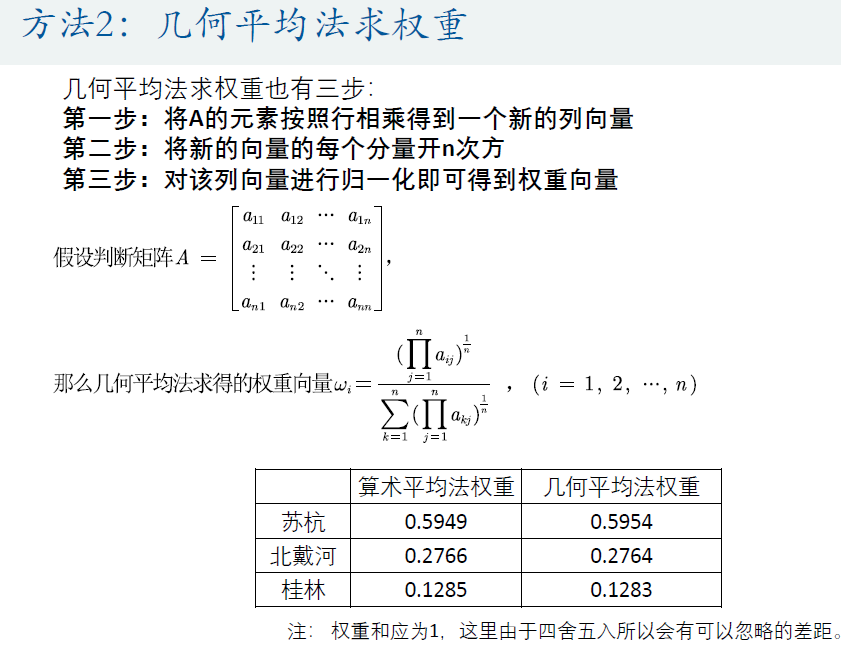 方法2：几何平均法求权重
几何平均法求权重也有三步：
第一步：将A的元素按照行相乘得到一个新的列向量
第二步：将新的向量的每个分量开n次方
第三步：对该列向量进行归一化即可得到权重向量
假设判断矩阵 $A = \begin{bmatrix} a_{11} & a_{12} & \cdots & a_{1n} \\ a_{21} & a_{22} & \cdots & a_{2n} \\ \vdots & \vdots & \ddots & \vdots \\ a_{n1} & a_{n2} & \cdots & a_{nn} \end{bmatrix}$,
那么几何平均法求得的权重向量 $\omega_i = \frac{(\prod_{j=1}^{n} a_{ij})^{\frac{1}{n}}}{\sum_{k=1}^{n} (\prod_{j=1}^{n} a_{kj})^{\frac{1}{n}}}$ ，$(i = 1, 2, \cdots, n)$
算术平均法权重 几何平均法权重
苏杭 0.5949 0.5954
北戴河 0.2766 0.2764
桂林 0.1285 0.1283
注： 权重和应为1，这里由于四舍五入所以会有可以忽略的差距。